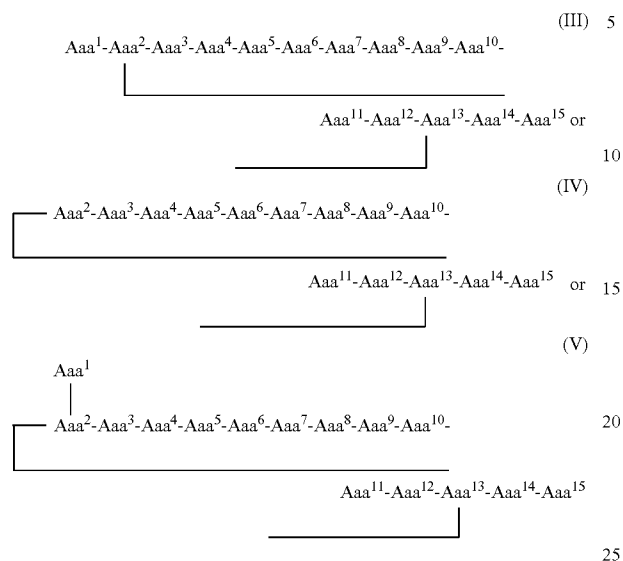 (III) 5
Aaa¹-Aaa²-Aaa³-Aaa⁴-Aaa⁵-Aaa⁶-Aaa⁷-Aaa⁸-Aaa⁹-Aaa¹⁰-
Aaa¹¹-Aaa¹²-Aaa¹³-Aaa¹⁴-Aaa¹⁵ or
10
(IV)
Aaa²-Aaa³-Aaa⁴-Aaa⁵-Aaa⁶-Aaa⁷-Aaa⁸-Aaa⁹-Aaa¹⁰-
Aaa¹¹-Aaa¹²-Aaa¹³-Aaa¹⁴-Aaa¹⁵ or 15
(V)
Aaa¹
Aaa²-Aaa³-Aaa⁴-Aaa⁵-Aaa⁶-Aaa⁷-Aaa⁸-Aaa⁹-Aaa¹⁰- 20
Aaa¹¹-Aaa¹²-Aaa¹³-Aaa¹⁴-Aaa¹⁵
25